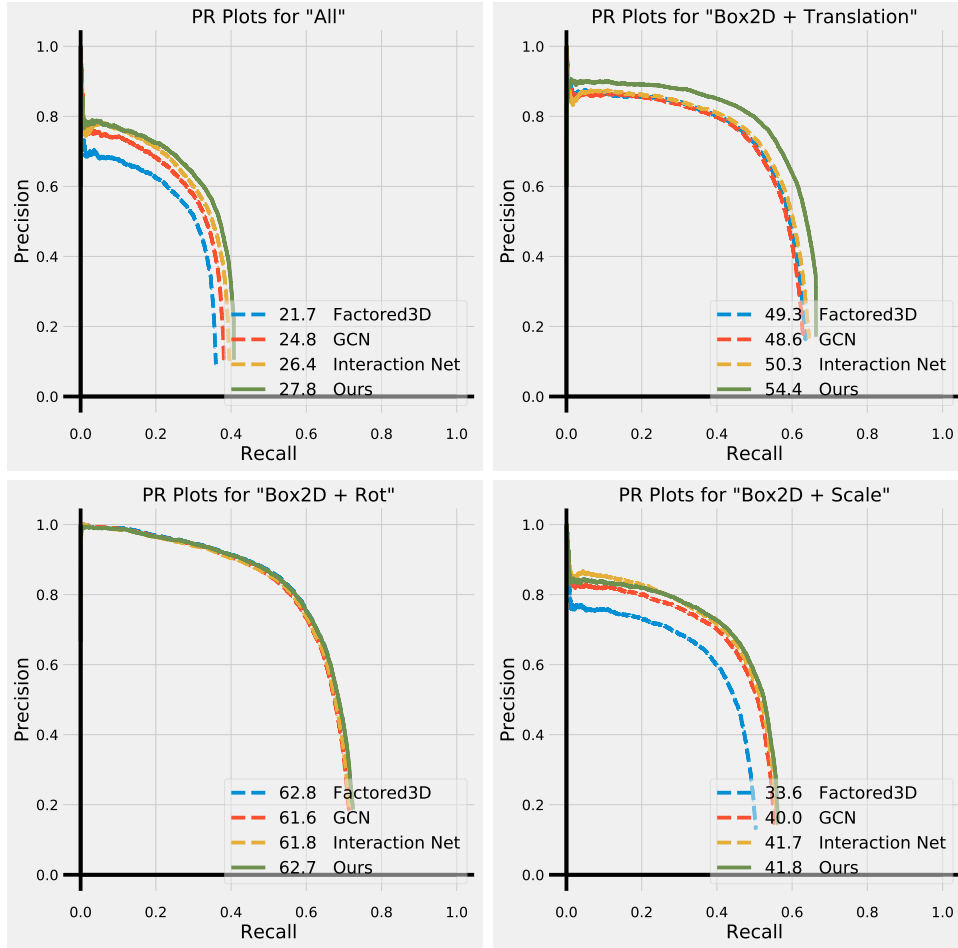 PR Plots for "All"
1.0
0.8
0.6
0.4
0.2
0.0
Precision
21.7 Factored3D
24.8 GCN
26.4 Interaction Net
27.8 Ours
0.0 0.2 0.4 0.6 0.8 1.0
Recall
PR Plots for "Box2D + Translation"
1.0
0.8
0.6
0.4
0.2
0.0
Precision
49.3 Factored3D
48.6 GCN
50.3 Interaction Net
54.4 Ours
0.0 0.2 0.4 0.6 0.8 1.0
Recall
PR Plots for "Box2D + Rot"
1.0
0.8
0.6
0.4
0.2
0.0
Precision
62.8 Factored3D
61.6 GCN
61.8 Interaction Net
62.7 Ours
0.0 0.2 0.4 0.6 0.8 1.0
Recall
PR Plots for "Box2D + Scale"
1.0
0.8
0.6
0.4
0.2
0.0
Precision
33.6 Factored3D
40.0 GCN
41.7 Interaction Net
41.8 Ours
0.0 0.2 0.4 0.6 0.8 1.0
Recall